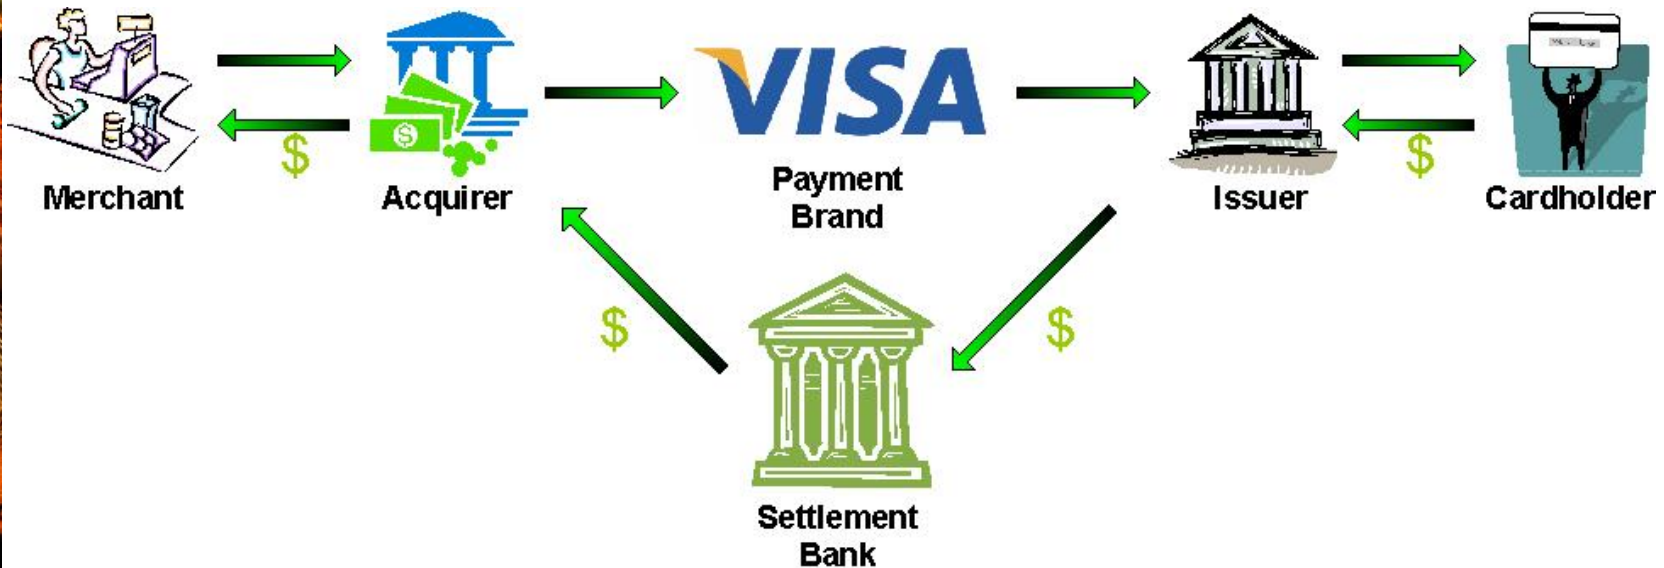 VISA
$
$
Merchant
Acquirer
Payment
Brand
$
Issuer
Cardholder
$
$
Settlement
Bank